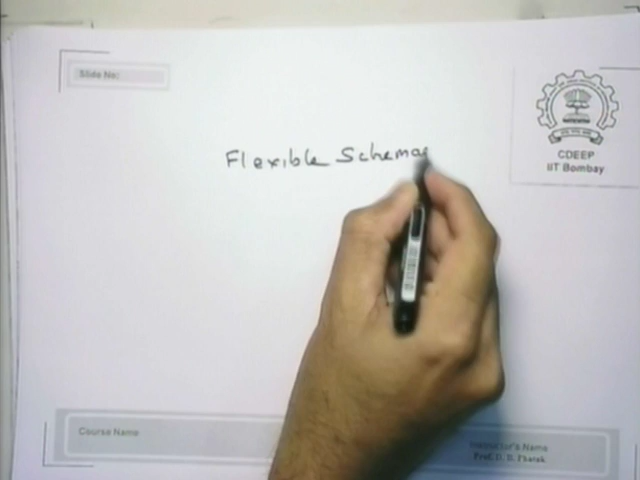 Slide No:
Flexible Schemas
CDEEP
IIT Bombay
Course Name
Instructor's Name
Prof. D. B. Phatak